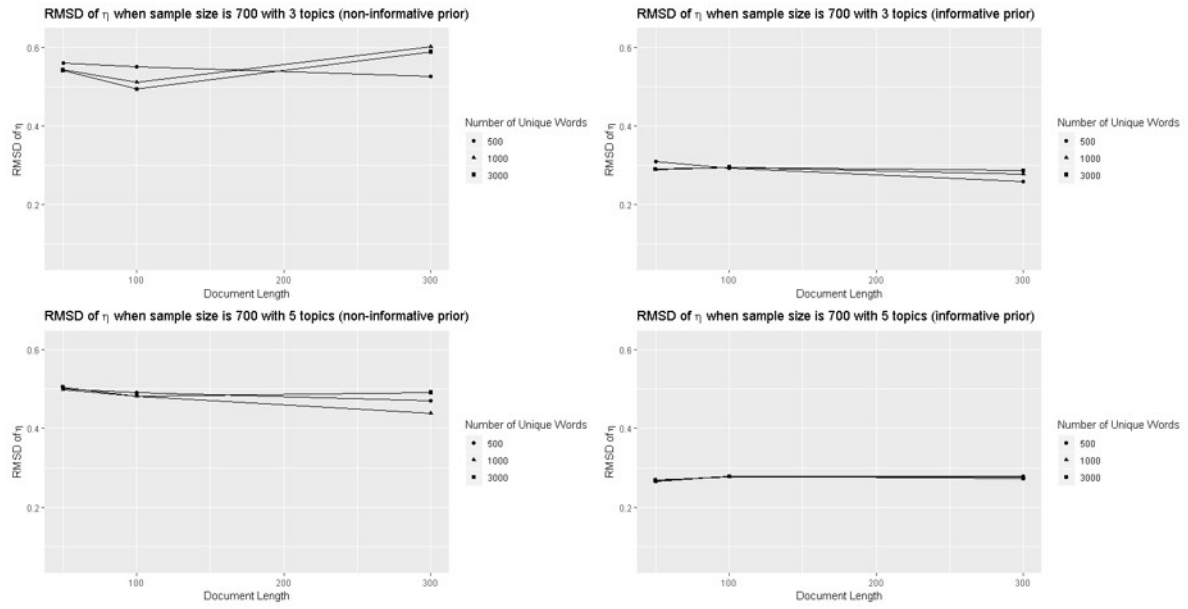 RMSD of η when sample size is 700 with 3 topics (non-informative prior)
0.6
0.4
0.2
RMSD of η
100
200
300
Document Length
Number of Unique Words
500
1000
3000
RMSD of η when sample size is 700 with 3 topics (informative prior)
0.6
0.4
0.2
RMSD of η
100
200
300
Document Length
Number of Unique Words
500
1000
3000
RMSD of η when sample size is 700 with 5 topics (non-informative prior)
0.6
0.4
0.2
RMSD of η
100
200
300
Document Length
Number of Unique Words
500
1000
3000
RMSD of η when sample size is 700 with 5 topics (informative prior)
0.6
0.4
0.2
RMSD of η
100
200
300
Document Length
Number of Unique Words
500
1000
3000